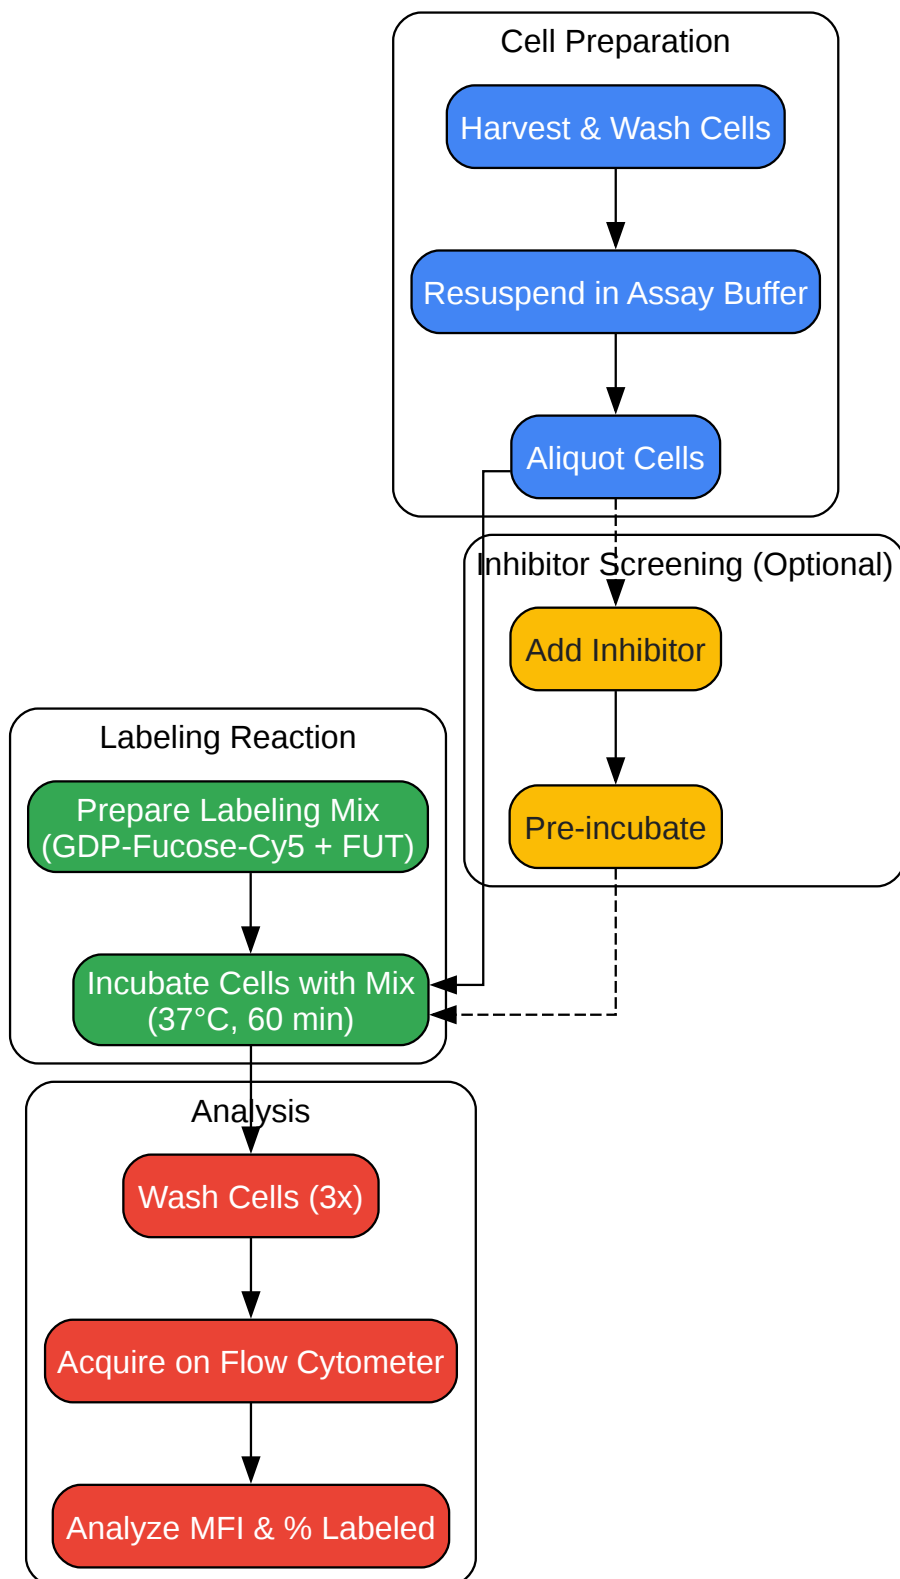 Cell Preparation
Harvest & Wash Cells
Resuspend in Assay Buffer
Aliquot Cells
Inhibitor Screening (Optional)
Add Inhibitor
Pre-incubate
Labeling Reaction
Prepare Labeling Mix
(GDP-Fucose-Cy5 + FUT)
Incubate Cells with Mix
(37°C, 60 min)
Analysis
Wash Cells (3x)
Acquire on Flow Cytometer
Analyze MFI & % Labeled